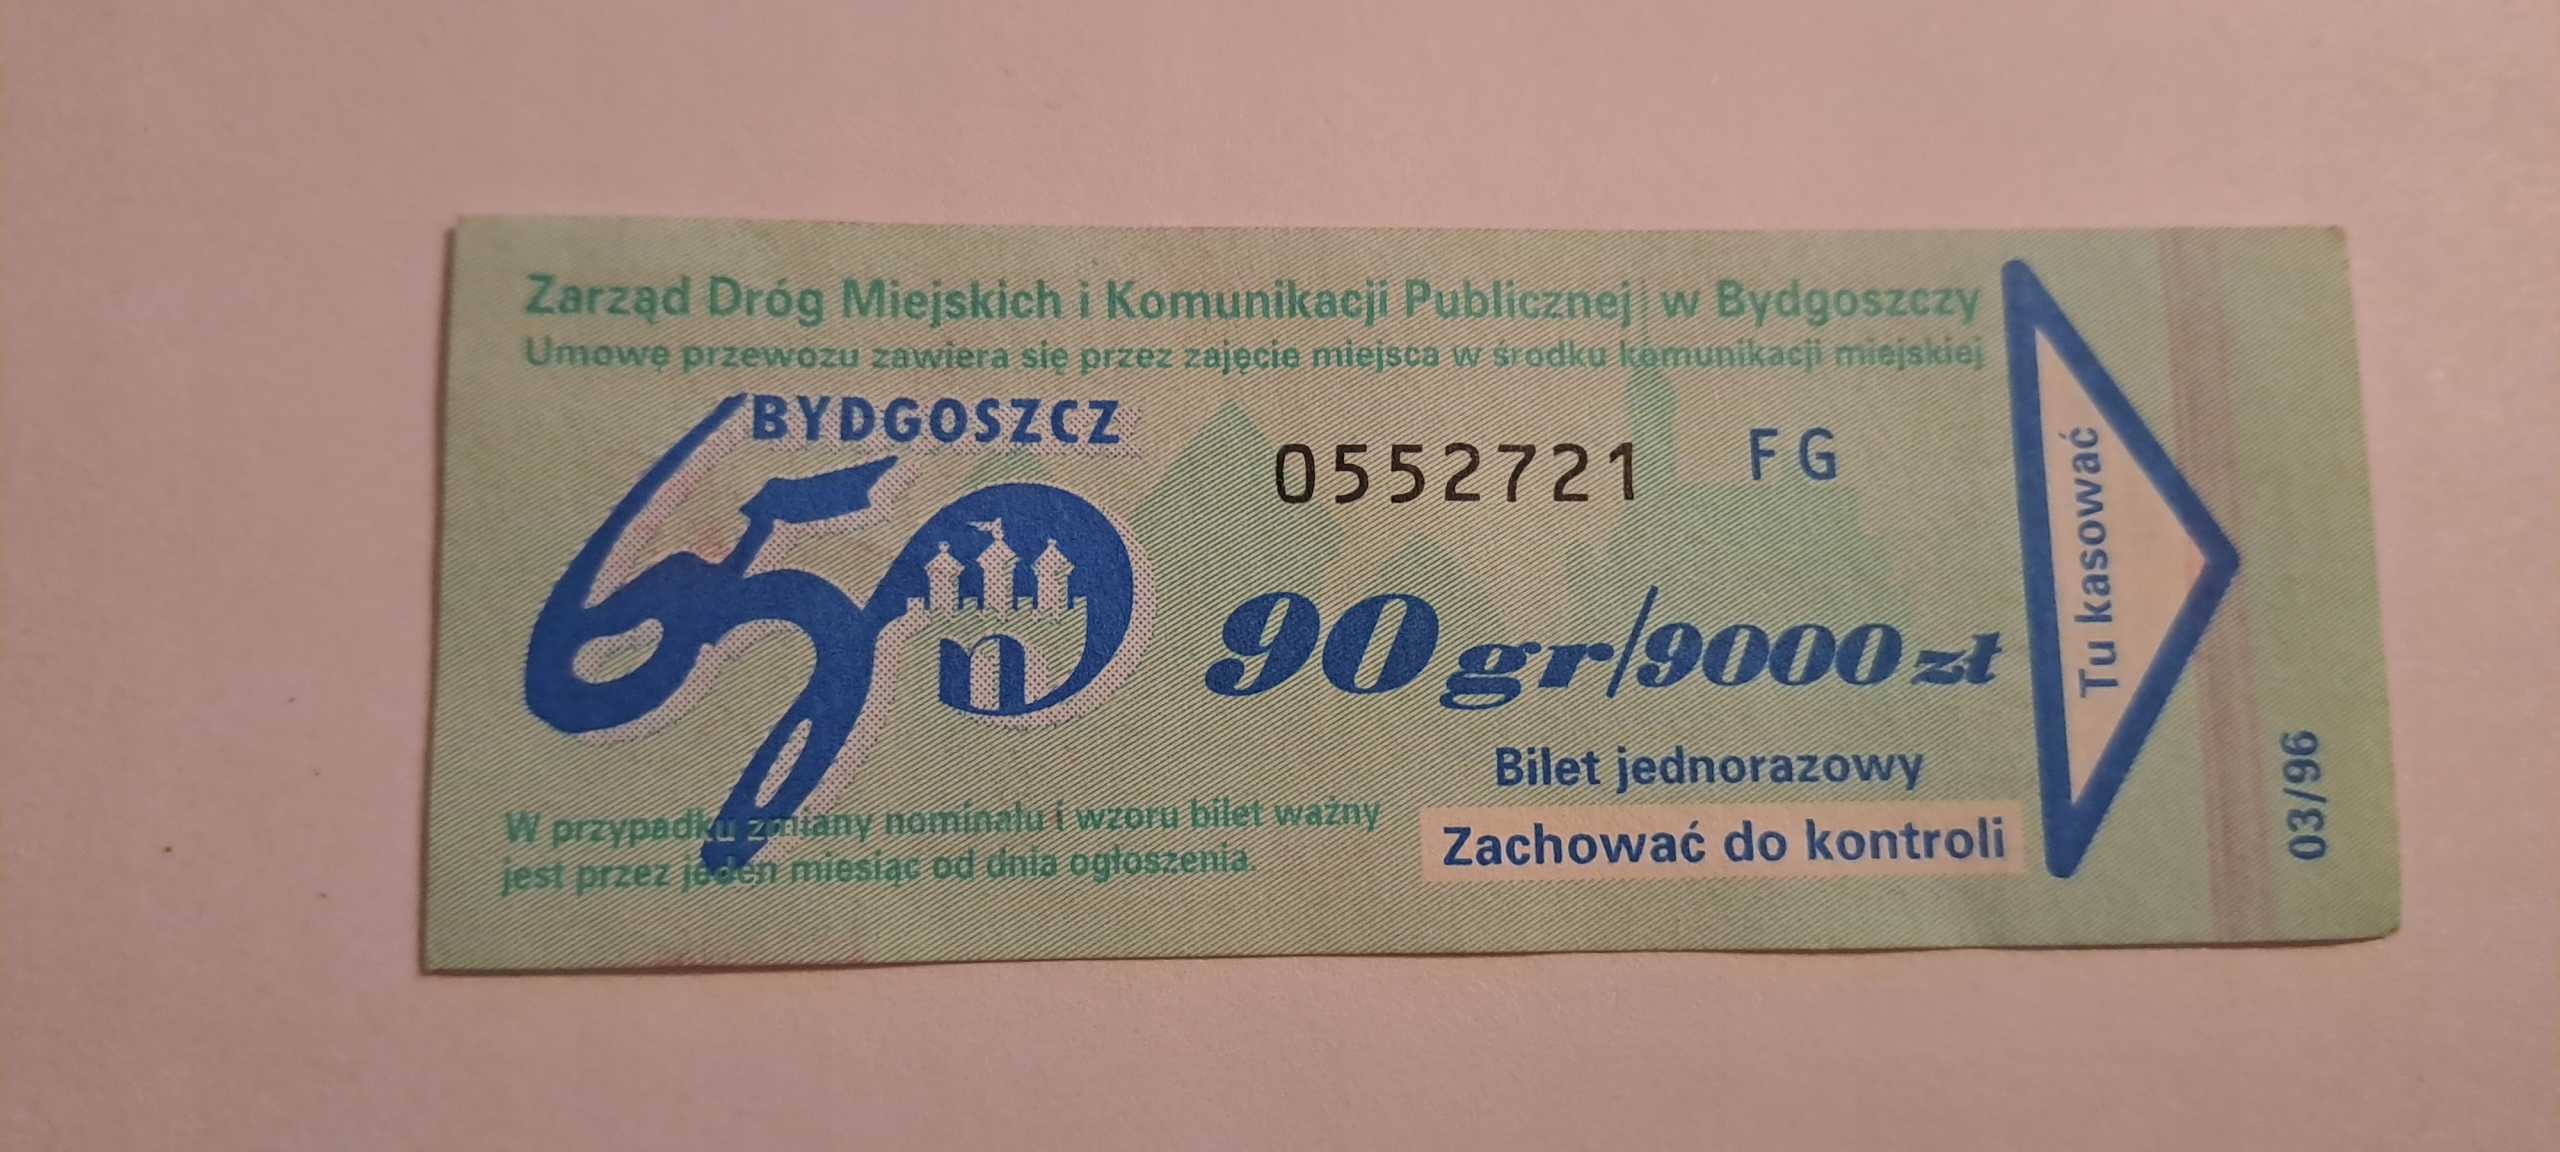 Zarząd Dróg Miejskich i Komunikacji Publicznej w Bydgoszczy
Umowę przewozu zawiera się przez zajęcie miejsca w środku komunikacji miejskiej
BYDGOSZCZ
650
0552721 FG
90 gr/9000 zł
Bilet jednorazowy
Zachować do kontroli
W przypadku zmiany nominału i wzoru bilet ważny
jest przez jeden miesiąc od dnia ogłoszenia.
Tu kasować
03/96